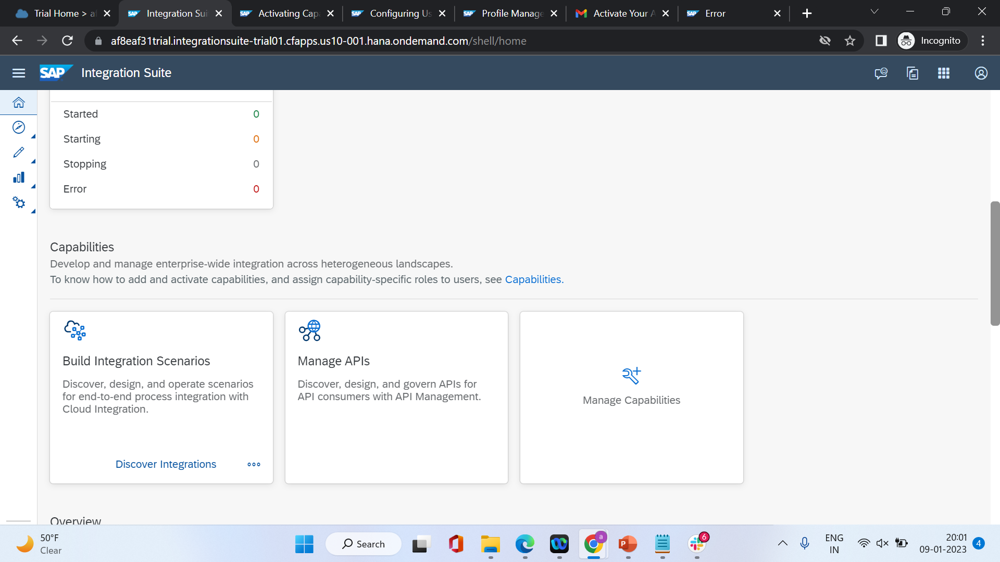 Trial Home > a
Integration Sui
Activating Cap
Configuring Us
Profile Manage
Activate Your A
Error
af8eaf31trial.integrationsuite-trial01.cfapps.us10-001.hana.ondemand.com/shell/home
Incognito
SAP Integration Suite
Started 0
Starting 0
Stopping 0
Error 0
Capabilities
Develop and manage enterprise-wide integration across heterogeneous landscapes.
To know how to add and activate capabilities, and assign capability-specific roles to users, see Capabilities.
Build Integration Scenarios
Discover, design, and operate scenarios
for end-to-end process integration with
Cloud Integration.
Discover Integrations
Manage APIs
Discover, design, and govern APIs for
API consumers with API Management.
Manage Capabilities
Overview
50°F
Clear
Search
a
P
6
ENG
IN
20:01
09-01-2023
4